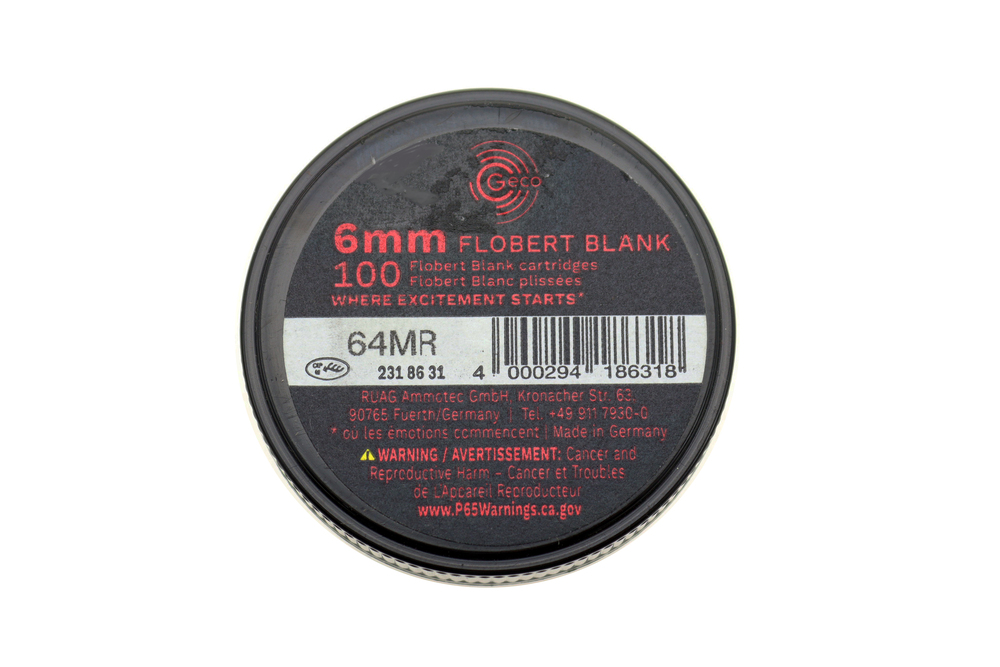 Geco
6mm FLOBERT BLANK
100 Flobert Blank cartridges
Flobert Blanc plissées
WHERE EXCITEMENT STARTS*
64MR
231 86 31
4 000294 186318
RUAG Ammotec GmbH, Kronacher Str. 63,
90765 Fuerth/Germany | Tel. +49 911 7930-0
* où les émotions commencent | Made in Germany
WARNING / AVERTISSEMENT: Cancer and
Reproductive Harm – Cancer et Troubles
de L'Appareil Reproducteur
www.P65Warnings.ca.gov